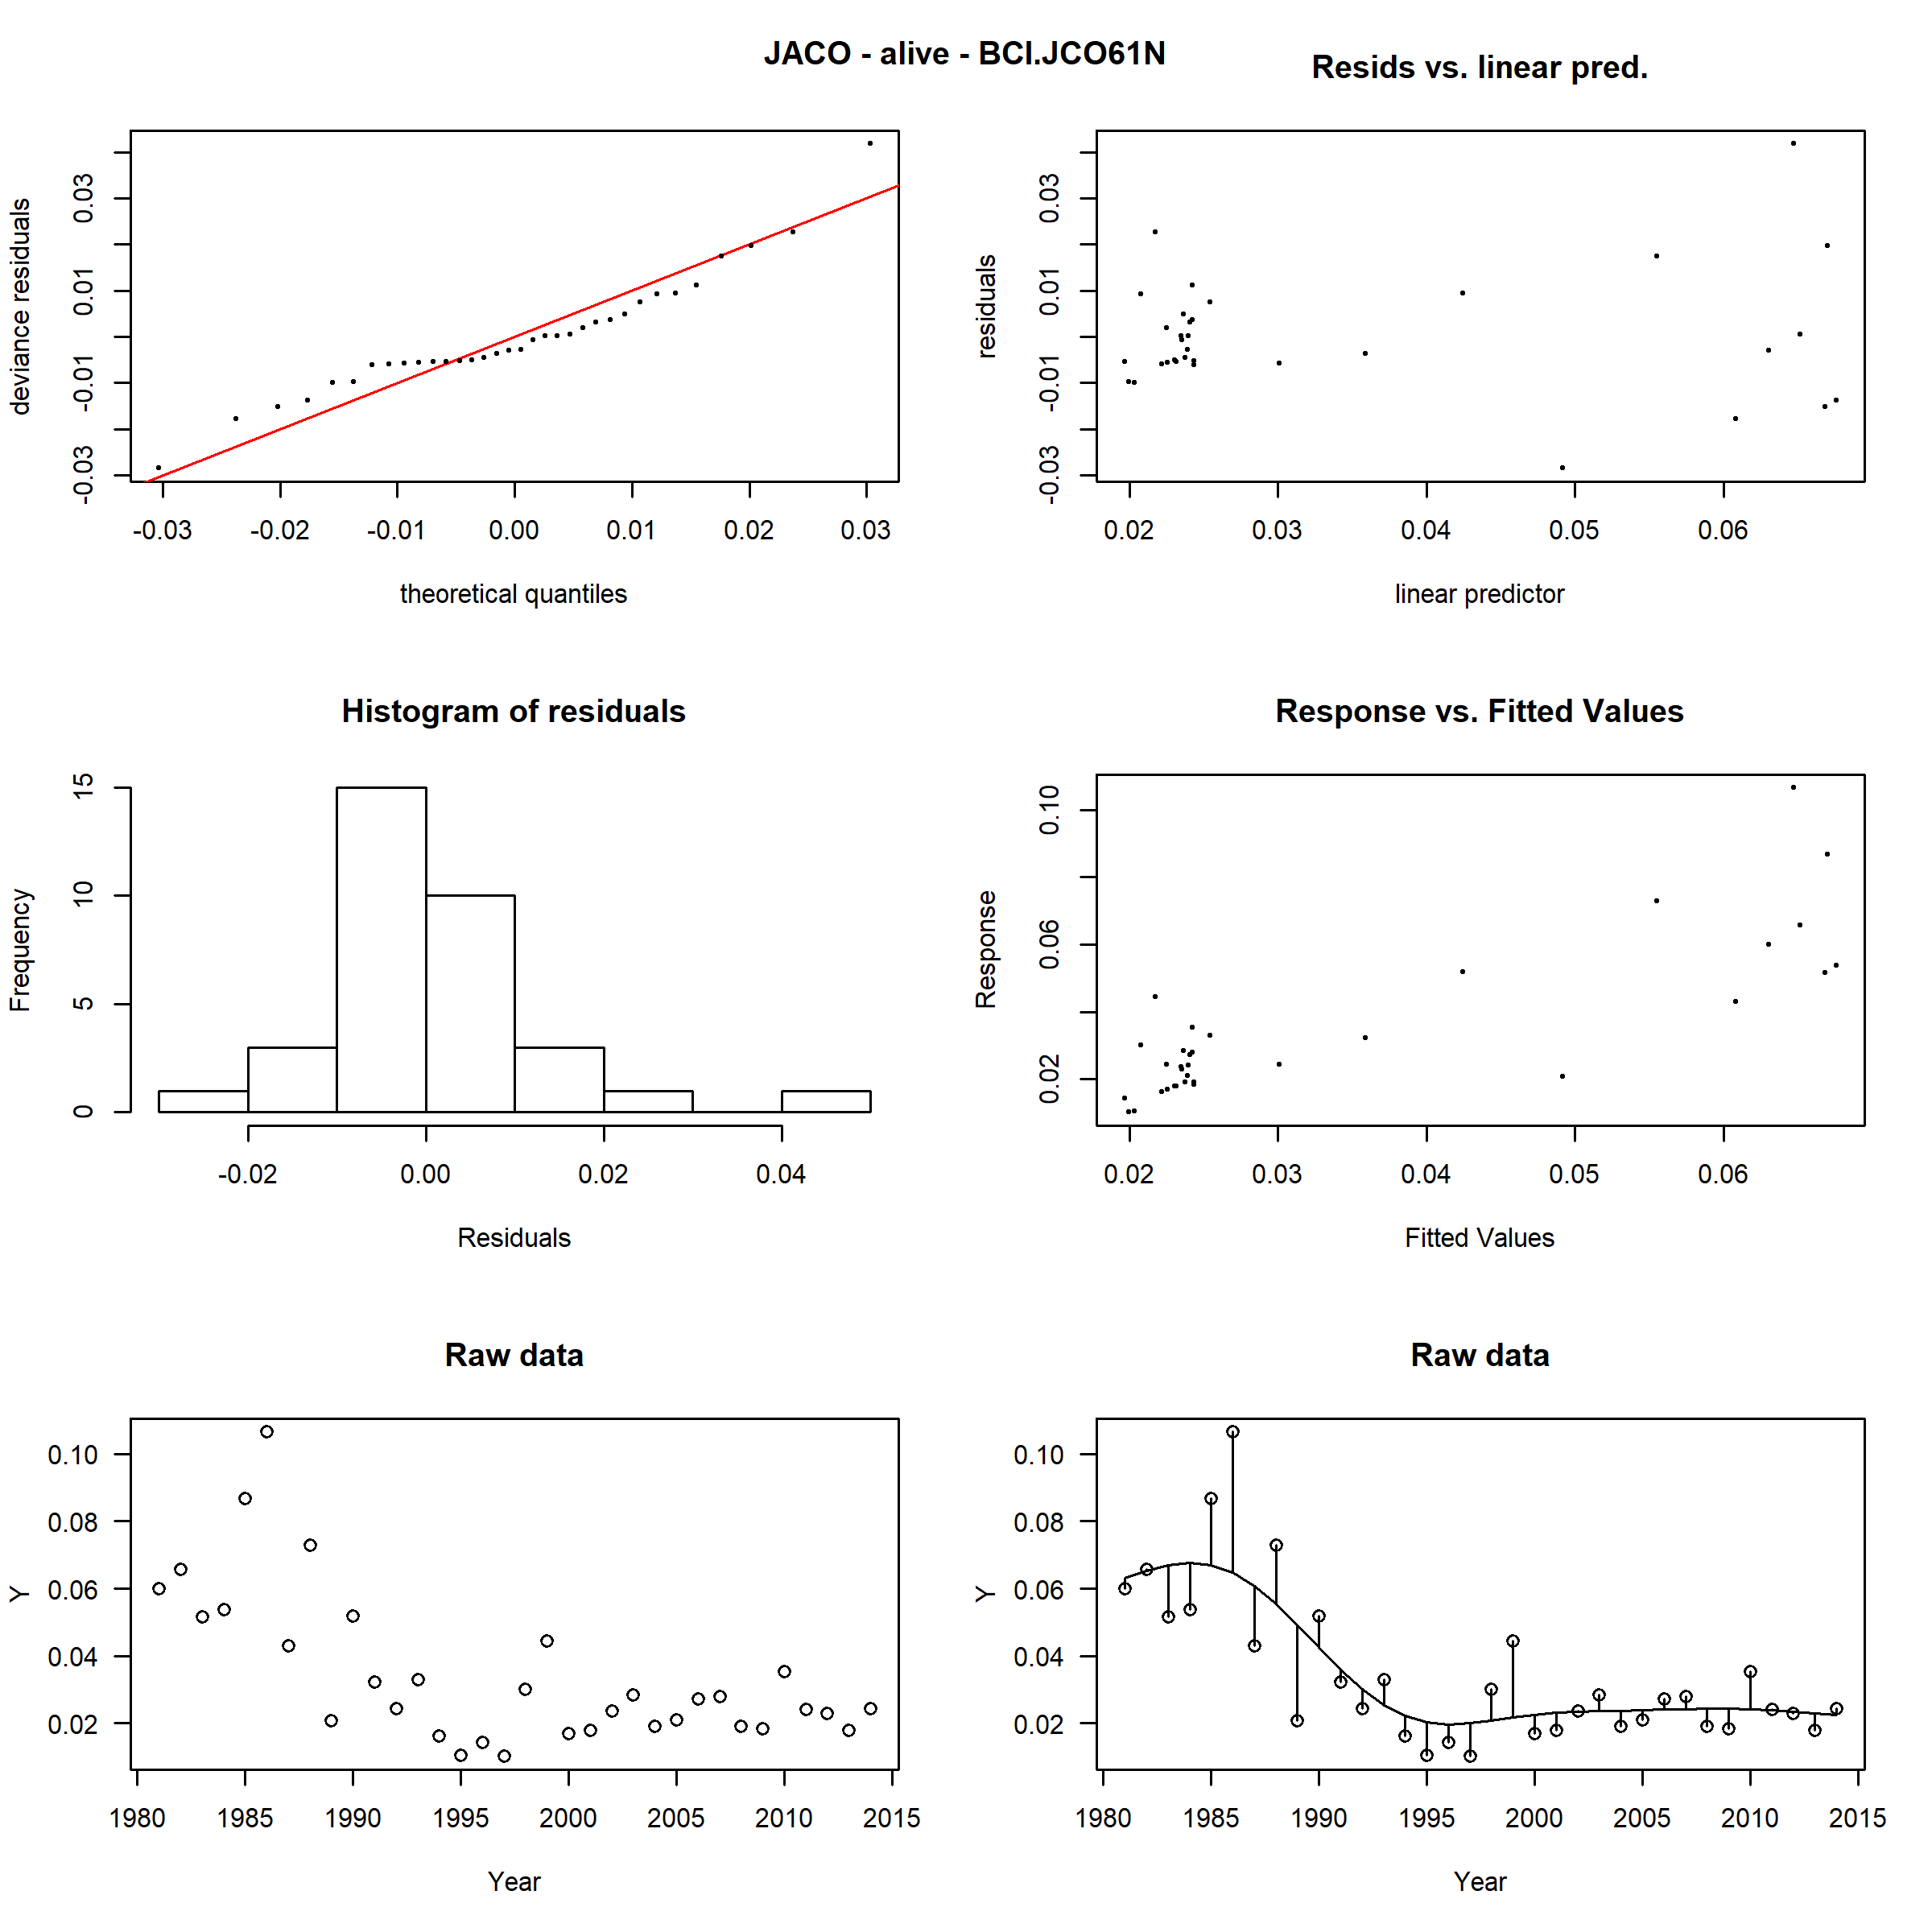 JACO - alive - BCI.JCO61N
Resids vs. linear pred.
deviance residuals
-0.03 -0.01 0.01 0.03
-0.03 -0.02 -0.01 0.00 0.01 0.02 0.03
theoretical quantiles
residuals
-0.03 -0.01 0.01 0.03
0.02 0.03 0.04 0.05 0.06
linear predictor
Histogram of residuals
Frequency
0 5 10 15
-0.02 0.00 0.02 0.04
Residuals
Response vs. Fitted Values
Response
0.02 0.06 0.10
0.02 0.03 0.04 0.05 0.06
Fitted Values
Raw data
Y
0.10
0.08
0.06
0.04
0.02
1980 1985 1990 1995 2000 2005 2010 2015
Year
Raw data
Y
0.10
0.08
0.06
0.04
0.02
1980 1985 1990 1995 2000 2005 2010 2015
Year